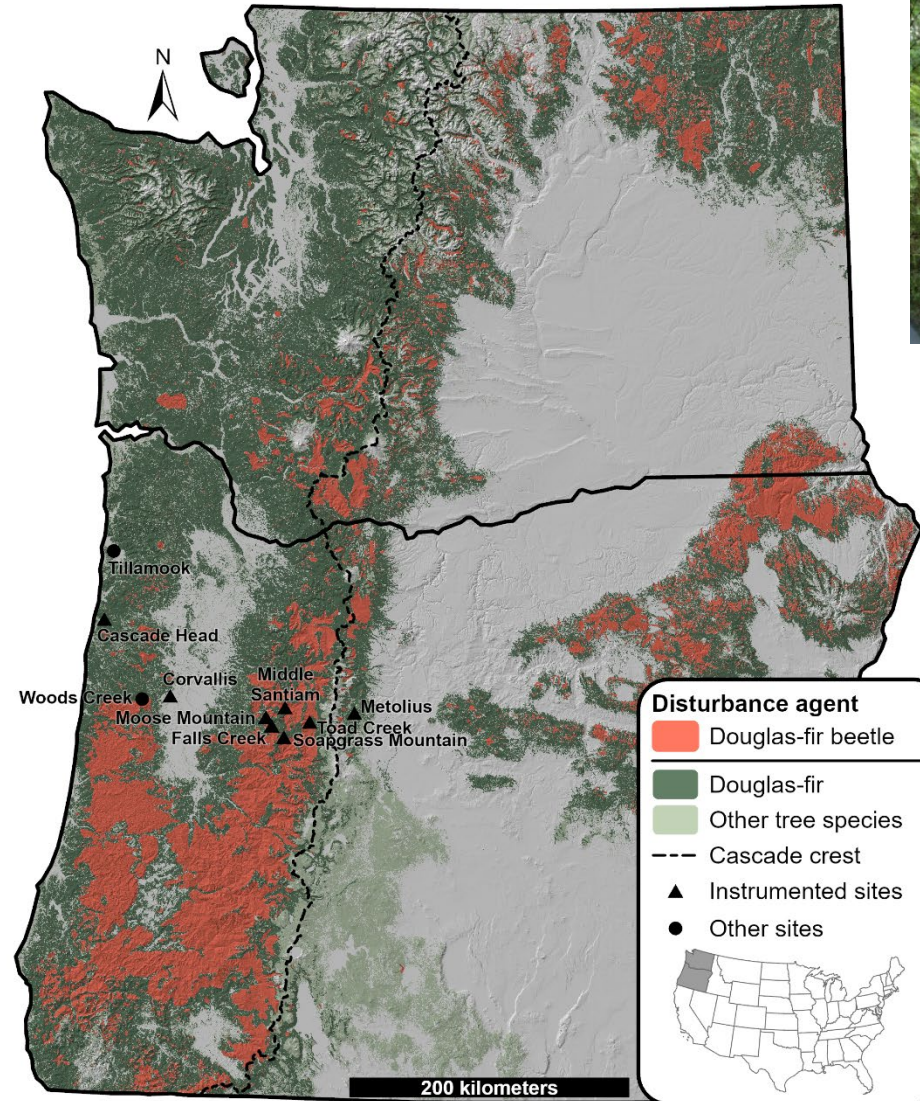 N
Tillamook
Cascade Head
Corvallis
Middle
Santiam
Woods Creek
Metolius
Moose Mountain
Toad Creek
Falls Creek
Soapgrass Mountain
Disturbance agent
Douglas-fir beetle
Douglas-fir
Other tree species
Cascade crest
Instrumented sites
Other sites
200 kilometers